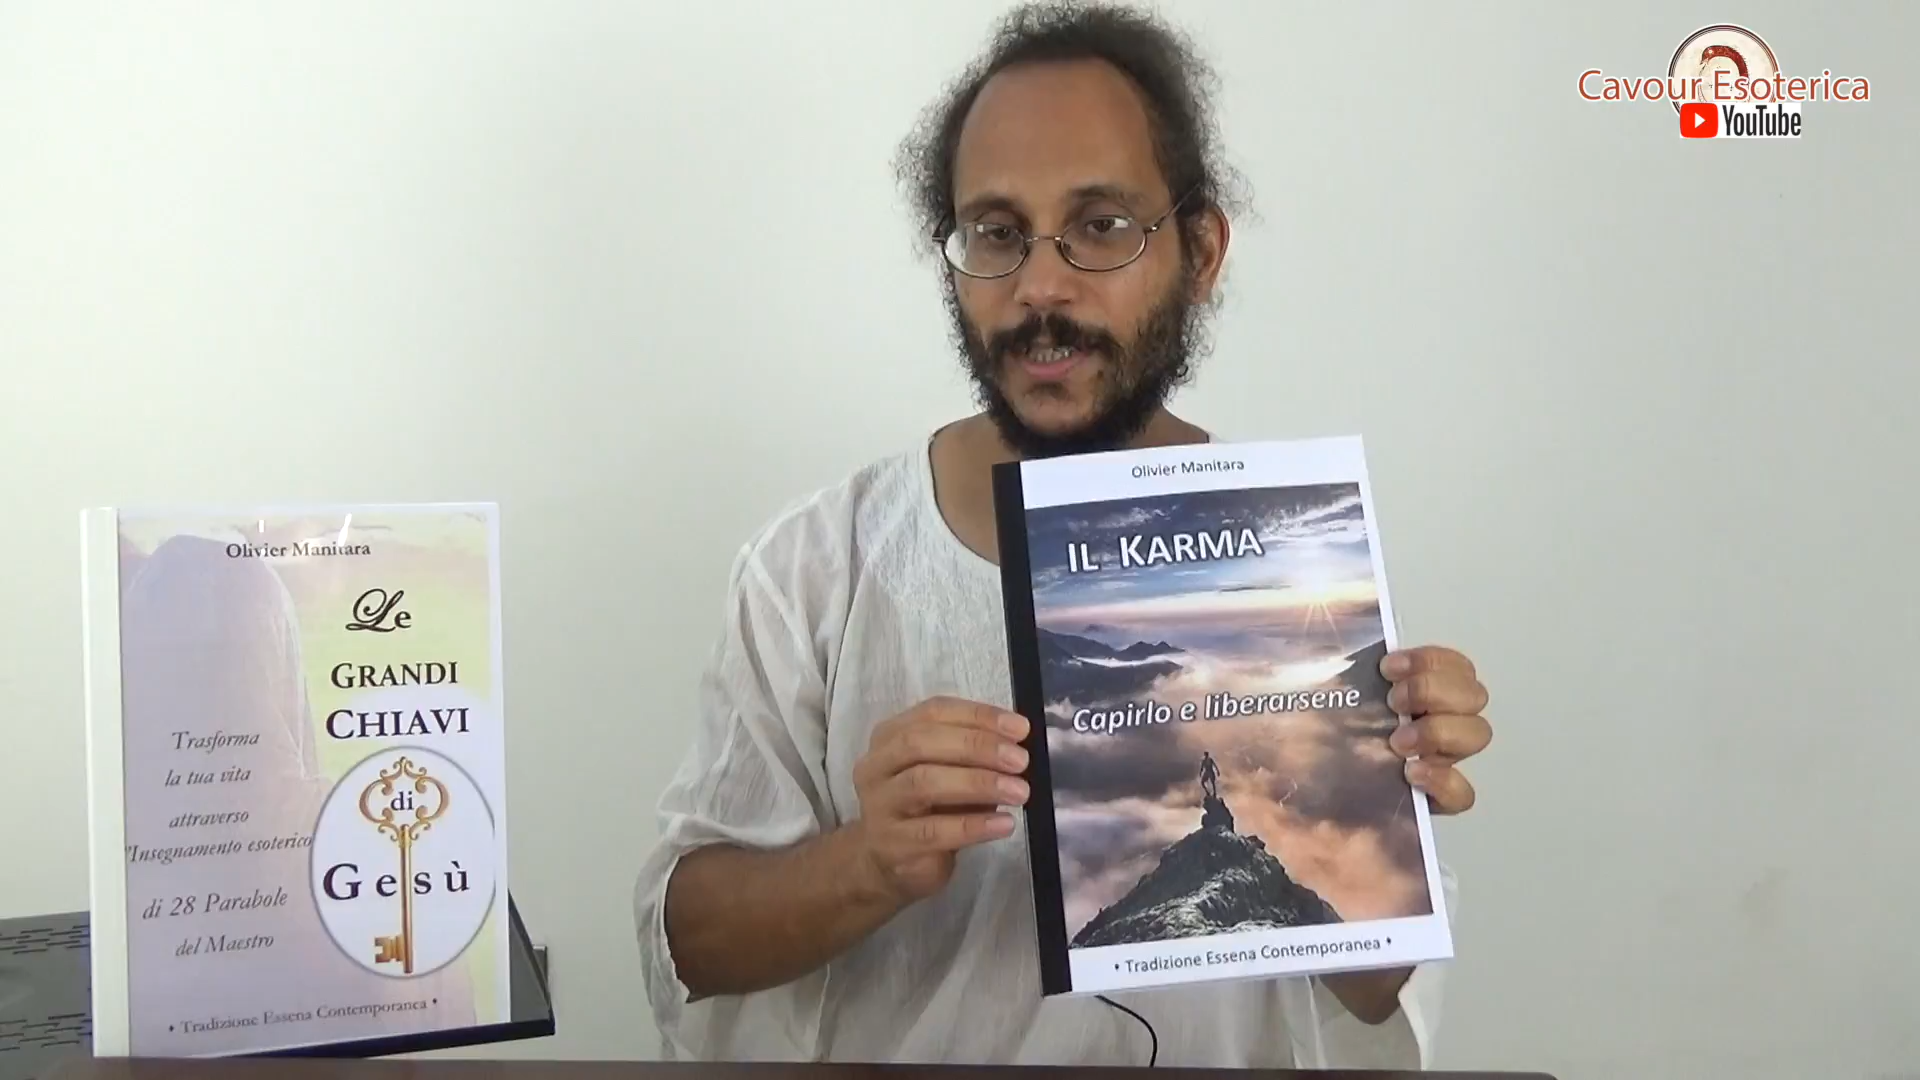 Cavour Esoterica
YouTube
Olivier Manitara
Le
GRANDI
CHIAVI
di
Gesù
Trasforma
la tua vita
attraverso
l'Insegnamento esoterico
di 28 Parabole
del Maestro
• Tradizione Essena Contemporanea •
Olivier Manitara
IL KARMA
Capirlo e liberarsene
• Tradizione Essena Contemporanea •